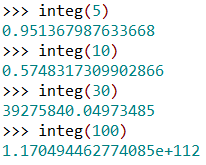 >>> integ(5)
0.951367987633668
>>> integ(10)
0.5748317309902866
>>> integ(30)
39275840.04973485
>>> integ(100)
1.170494462774085e+112